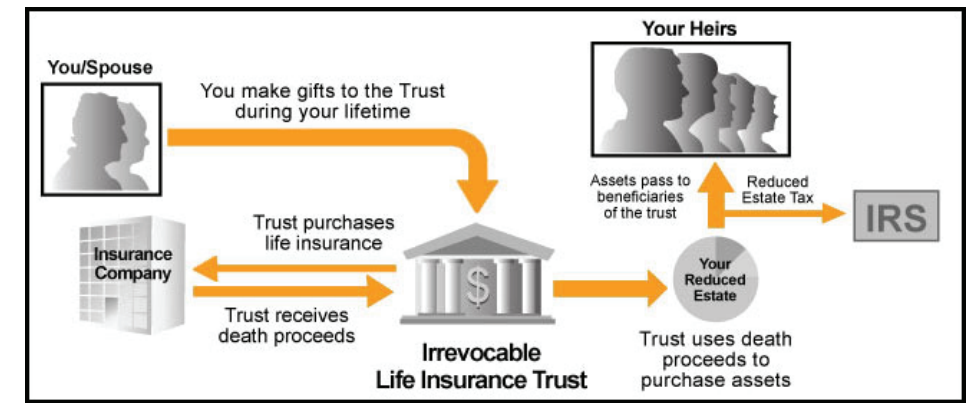 You/Spouse
You make gifts to the Trust
during your lifetime
Your Heirs
Assets pass to
beneficiaries
of the trust
Reduced
Estate Tax
IRS
Insurance
Company
Trust purchases
life insurance
Trust receives
death proceeds
$
Irrevocable
Life Insurance Trust
Your
Reduced
Estate
Trust uses death
proceeds to
purchase assets